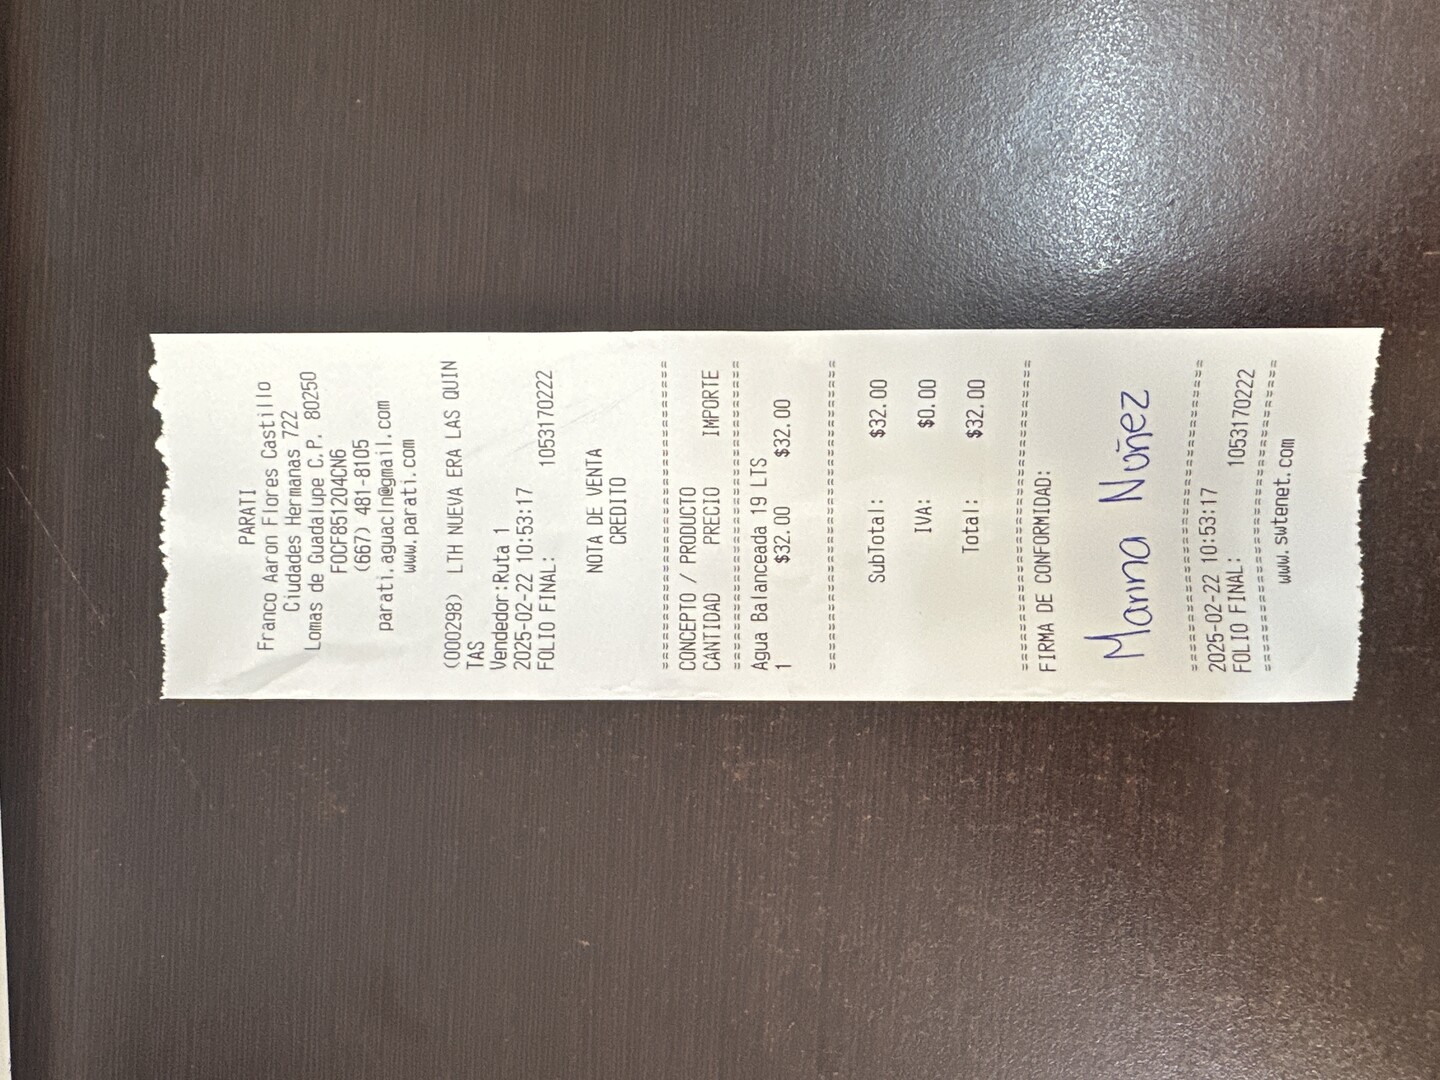 PARATI
Franco Aaron Flores Castillo
Ciudades Hermanas 722
Lomas de Guadalupe C.P. 80250
FOCF851204CN6
(667) 481-8105
parati.aguacln@gmail.com
www.parati.com
(000298) LTH NUEVA ERA LAS QUIN
TAS
Vendedor:Ruta 1
2025-02-22 10:53:17
FOLIO FINAL: 1053170222
NOTA DE VENTA
CREDITO
===============================
CONCEPTO / PRODUCTO
CANTIDAD PRECIO IMPORTE
===============================
Agua Balanceada 19 LTS
1 $32.00 $32.00
===============================
SubTotal: $32.00
IVA: $0.00
Total: $32.00
===============================
FIRMA DE CONFORMIDAD:
Marina Nuñez
===============================
2025-02-22 10:53:17
FOLIO FINAL: 1053170222
===============================
www.swtenet.com